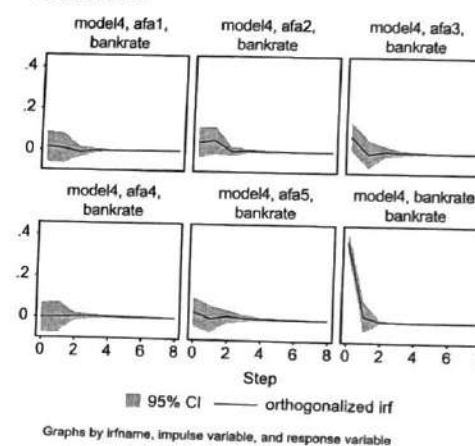 model4, afa1,
bankrate
model4, afa2,
bankrate
model4, afa3,
bankrate
.4
.2
0
model4, afa4,
bankrate
model4, afa5,
bankrate
model4, bankrate
bankrate
.4
.2
0
0 2 4 6 8
0 2 4 6 8
0 2 4 6 8
Step
95% CI
orthogonalized irf
Graphs by irfname, impulse variable, and response variable